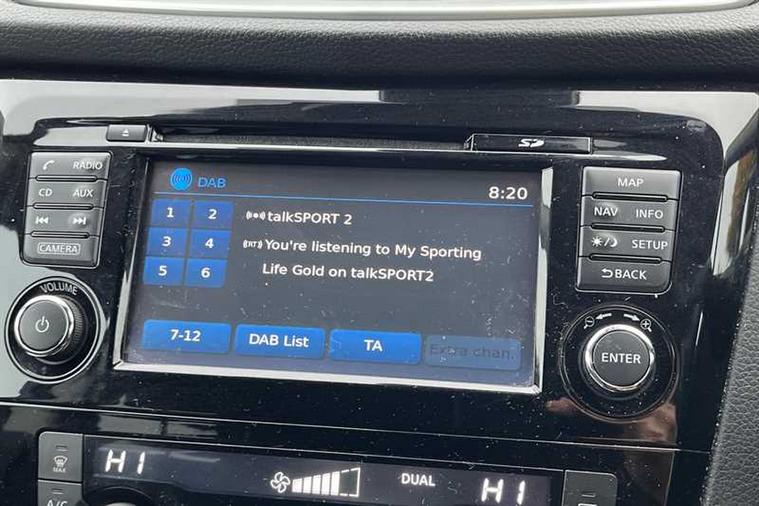 RADIO
CD AUX
CAMERA
VOLUME
SD
DAB 8:20
1 2
3 4
5 6
talkSPORT 2
TXT You're listening to My Sporting
Life Gold on talkSPORT2
7-12 DAB List TA Extra chan.
MAP
NAV INFO
SETUP
BACK
ENTER
MAX
A/C
HI DUAL HI